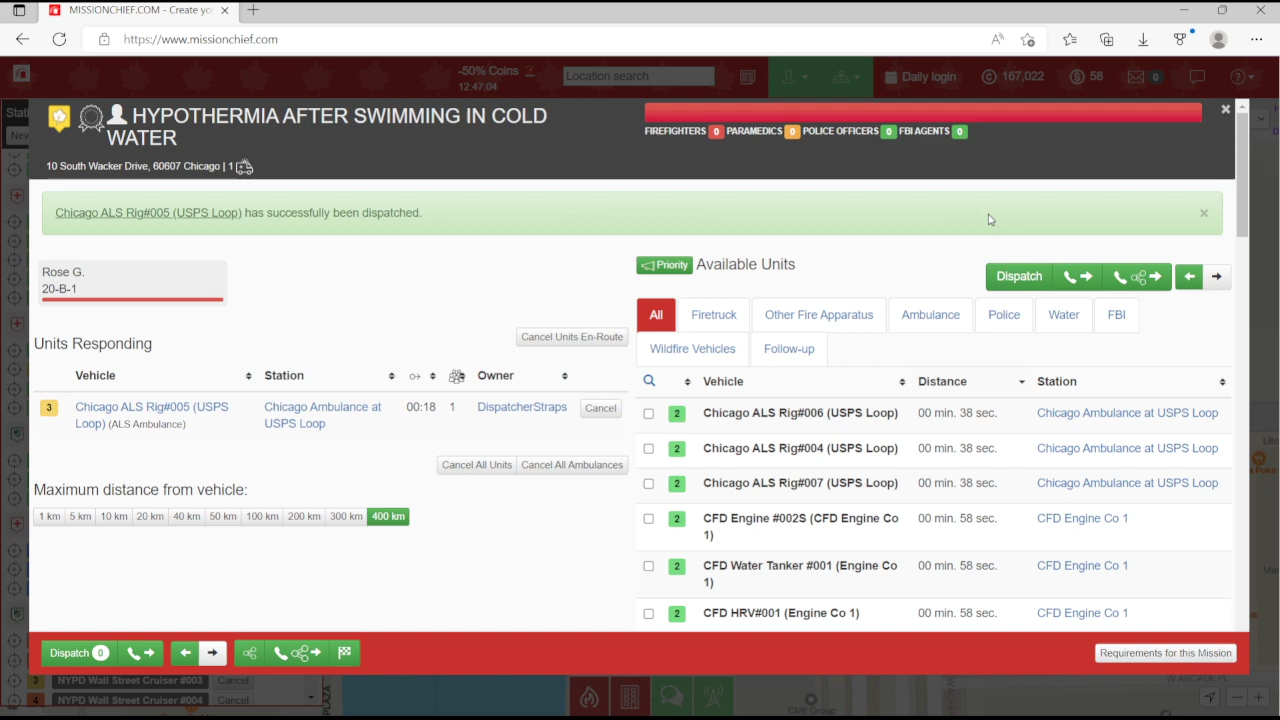 MISSIONCHIEF.COM - Create yo
https://www.missionchief.com
-50% Coins
12:47:04
Location search
Daily login
167,022
58
0
HYPOTHERMIA AFTER SWIMMING IN COLD
WATER
10 South Wacker Drive, 60607 Chicago | 1
FIREFIGHTERS 0 PARAMEDICS 0 POLICE OFFICERS 0 FBI AGENTS 0
Chicago ALS Rig#005 (USPS Loop) has successfully been dispatched.
Rose G.
20-B-1
Units Responding
Cancel Units En-Route
Vehicle Station Owner
3 Chicago ALS Rig#005 (USPS Loop) (ALS Ambulance) Chicago Ambulance at USPS Loop 00:18 1 DispatcherStraps Cancel
Cancel All Units Cancel All Ambulances
Maximum distance from vehicle:
1 km 5 km 10 km 20 km 40 km 50 km 100 km 200 km 300 km 400 km
Priority Available Units
Dispatch
All Firetruck Other Fire Apparatus Ambulance Police Water FBI
Wildfire Vehicles Follow-up
Vehicle Distance Station
2 Chicago ALS Rig#006 (USPS Loop) 00 min. 38 sec. Chicago Ambulance at USPS Loop
2 Chicago ALS Rig#004 (USPS Loop) 00 min. 38 sec. Chicago Ambulance at USPS Loop
2 Chicago ALS Rig#007 (USPS Loop) 00 min. 38 sec. Chicago Ambulance at USPS Loop
2 CFD Engine #002S (CFD Engine Co 1) 00 min. 58 sec. CFD Engine Co 1
2 CFD Water Tanker #001 (Engine Co 1) 00 min. 58 sec. CFD Engine Co 1
2 CFD HRV#001 (Engine Co 1) 00 min. 58 sec. CFD Engine Co 1
Dispatch 0
Requirements for this Mission
3 NYPD Wall Street Cruiser #003 Cancel
4 NYPD Wall Street Cruiser #004 Cancel
PLAZA
CME Group
W ARCADE PL